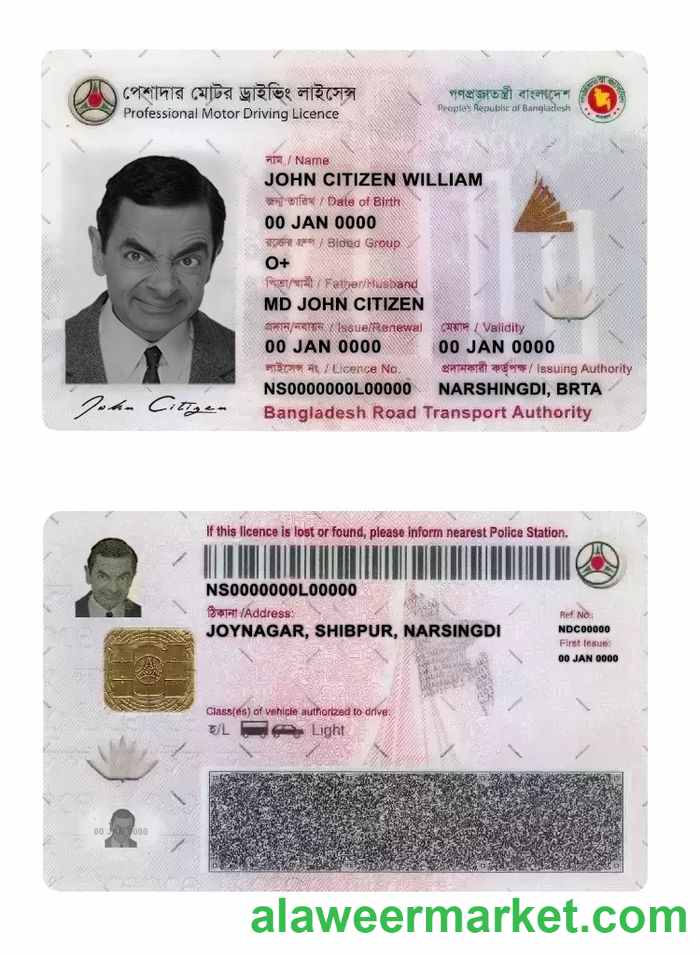 পেশাদার মোটর ড্রাইভিং লাইসেন্স
Professional Motor Driving Licence
গণপ্রজাতন্ত্রী বাংলাদেশ
People's Republic of Bangladesh
নাম / Name
JOHN CITIZEN WILLIAM
জন্ম তারিখ / Date of Birth
00 JAN 0000
রক্তের গ্রুপ / Blood Group
O+
পিতা/স্বামী / Father/Husband
MD JOHN CITIZEN
প্রদান/নবায়ন / Issue/Renewal
00 JAN 0000
মেয়াদ / Validity
00 JAN 0000
লাইসেন্স নং / Licence No.
NS0000000L00000
প্রদানকারী কর্তৃপক্ষ / Issuing Authority
NARSHINGDI, BRTA
John Citizen
Bangladesh Road Transport Authority
If this licence is lost or found, please inform nearest Police Station.
NS0000000L00000
ঠিকানা /Address:
JOYNAGAR, SHIBPUR, NARSINGDI
Ref No.:
NDC00000
First Issue:
00 JAN 0000
Class(es) of vehicle authorized to drive:
হ/L Light
00 JAN 0000
alaweermarket.com